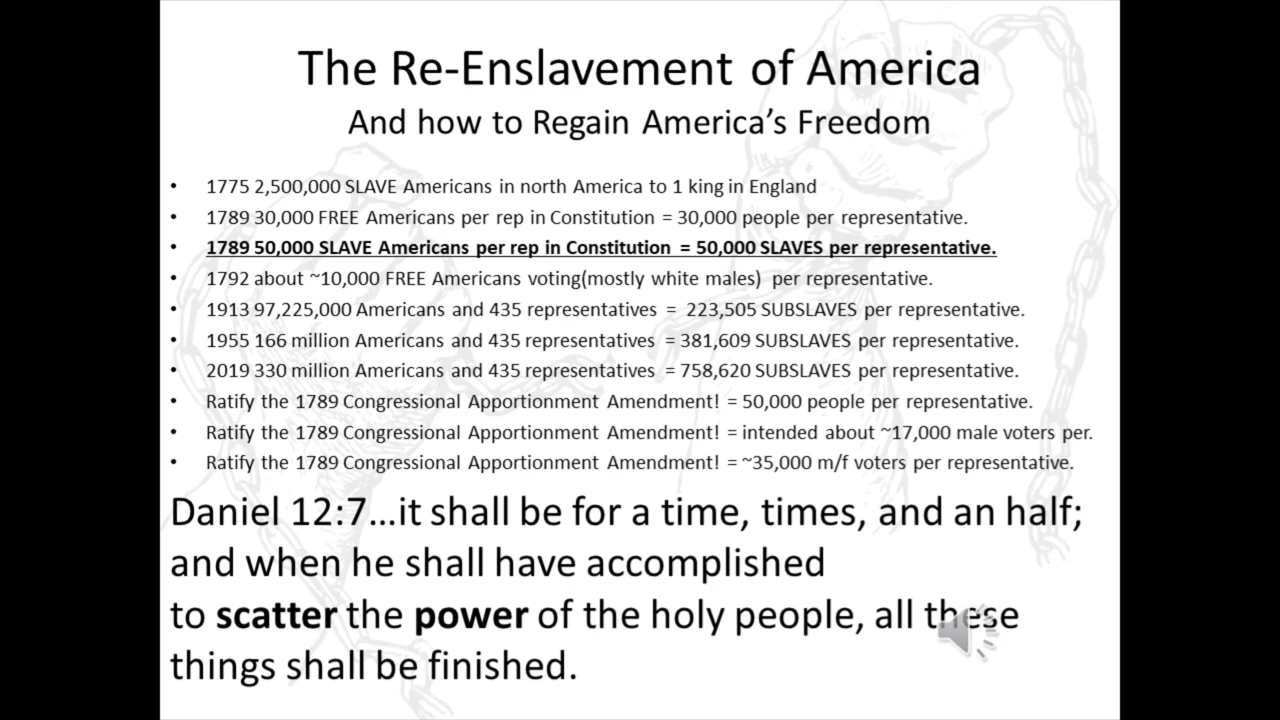 The Re-Enslavement of America
And how to Regain America's Freedom
• 1775 2,500,000 SLAVE Americans in north America to 1 king in England
• 1789 30,000 FREE Americans per rep in Constitution = 30,000 people per representative.
• 1789 50,000 SLAVE Americans per rep in Constitution = 50,000 SLAVES per representative.
• 1792 about ~10,000 FREE Americans voting(mostly white males) per representative.
• 1913 97,225,000 Americans and 435 representatives = 223,505 SUBSLAVES per representative.
• 1955 166 million Americans and 435 representatives = 381,609 SUBSLAVES per representative.
• 2019 330 million Americans and 435 representatives = 758,620 SUBSLAVES per representative.
• Ratify the 1789 Congressional Apportionment Amendment! = 50,000 people per representative.
• Ratify the 1789 Congressional Apportionment Amendment! = intended about ~17,000 male voters per.
• Ratify the 1789 Congressional Apportionment Amendment! = ~35,000 m/f voters per representative.
Daniel 12:7...it shall be for a time, times, and an half;
and when he shall have accomplished
to scatter the power of the holy people, all these
things shall be finished.